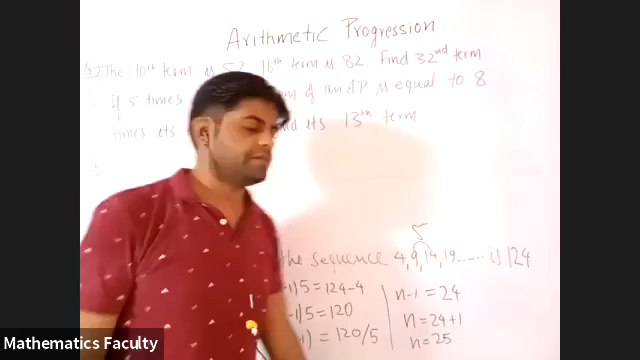 Arithmetic Progression
The 10th term is 52, 16th term is 82 Find 32nd term
If 5 times of an AP is equal to 8
times its its 13th term
5
the sequence 4, 9, 14, 19...... is 124
-1) 5 = 124-4
-1) 5 = 120
) = 120/5
n-1 = 24
n = 24+1
n = 25
Mathematics Faculty